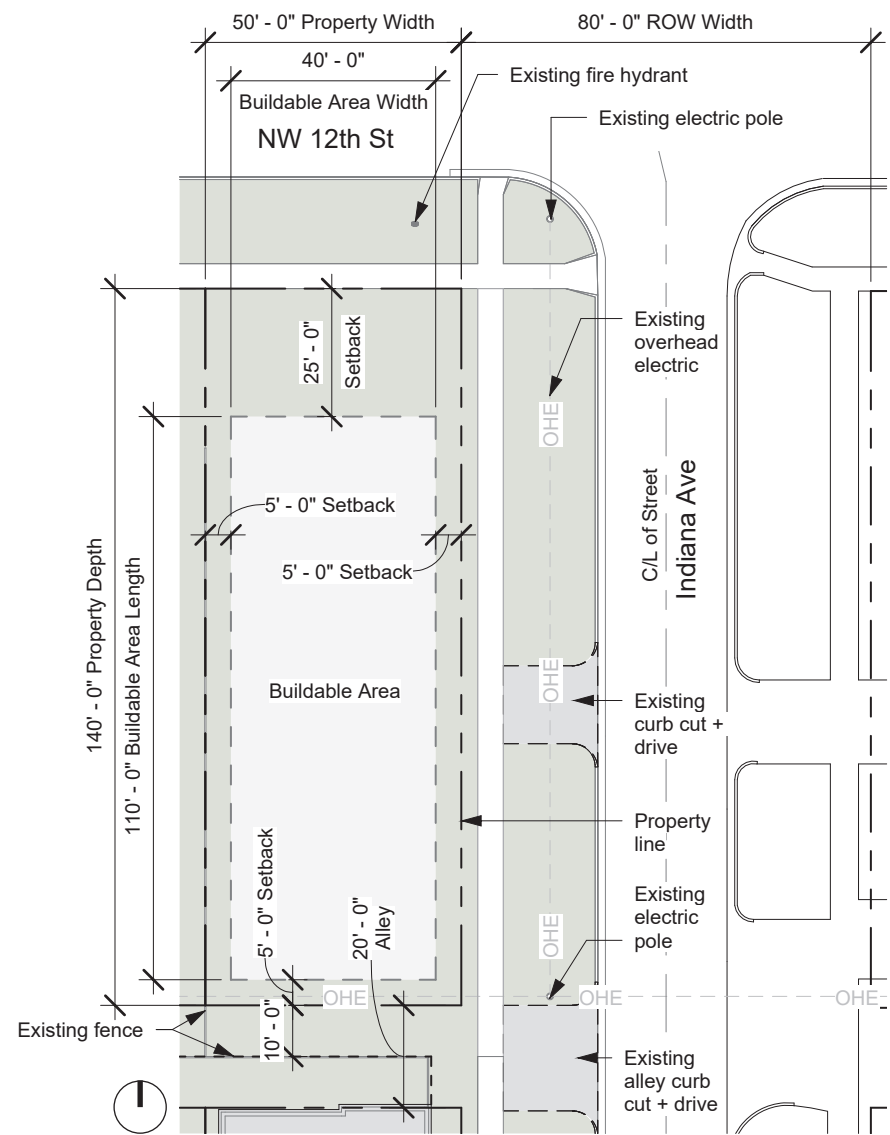 50' - 0" Property Width
80' - 0" ROW Width
40' - 0"
Buildable Area Width
NW 12th St
Existing fire hydrant
Existing electric pole
25' - 0"
Setback
Existing
overhead
electric
OHE
5' - 0" Setback
5' - 0" Setback
C/L of Street
Indiana Ave
140' - 0" Property Depth
110' - 0" Buildable Area Length
Buildable Area
OHE
Existing
curb cut +
drive
Property
line
5' - 0" Setback
20' - 0"
Alley
OHE
Existing
electric
pole
OHE
OHE
OHE
Existing fence
10' - 0"
Existing
alley curb
cut + drive